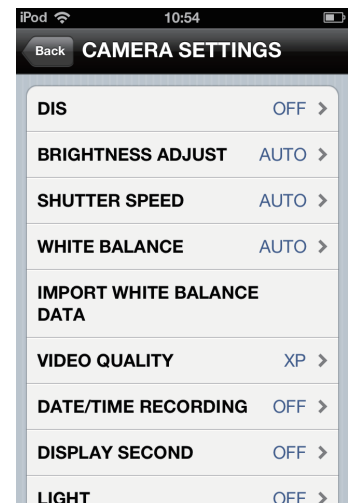 iPod 10:54
Back CAMERA SETTINGS
DIS OFF
BRIGHTNESS ADJUST AUTO
SHUTTER SPEED AUTO
WHITE BALANCE AUTO
IMPORT WHITE BALANCE
DATA
VIDEO QUALITY XP
DATE/TIME RECORDING OFF
DISPLAY SECOND OFF
LIGHT OFF